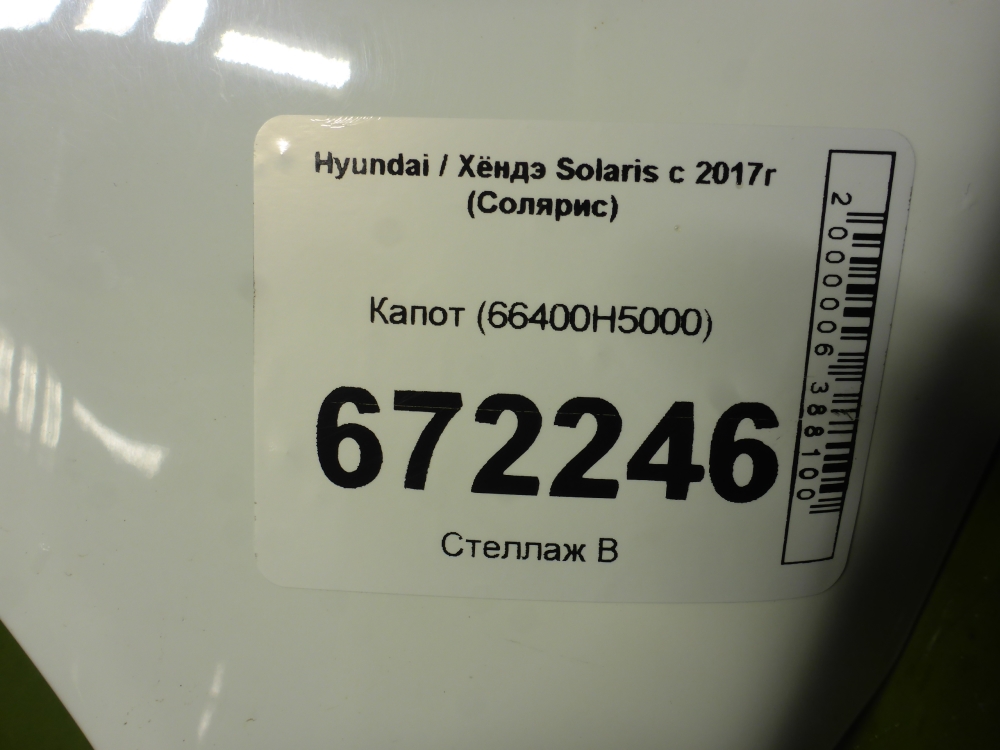 Hyundai / Хёндэ Solaris с 2017г
(Солярис)
Капот (66400H5000)
672246
Стеллаж В
2000006388100